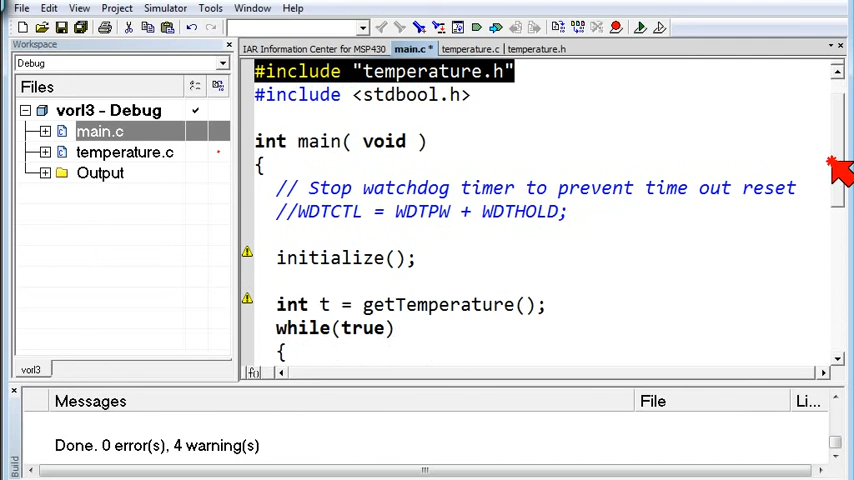 File Edit View Project Simulator Tools Window Help
Workspace
IAR Information Center for MSP430 main.c * temperature.c temperature.h
Debug
Files
vorl3 - Debug
main.c
temperature.c
Output
vorl3
#include "temperature.h"
#include <stdbool.h>
int main( void )
{
// Stop watchdog timer to prevent time out reset
//WDTCTL = WDTPW + WDTHOLD;
initialize();
int t = getTemperature();
while(true)
{
f()
Messages File Li...
Done. 0 error(s), 4 warning(s)
Build